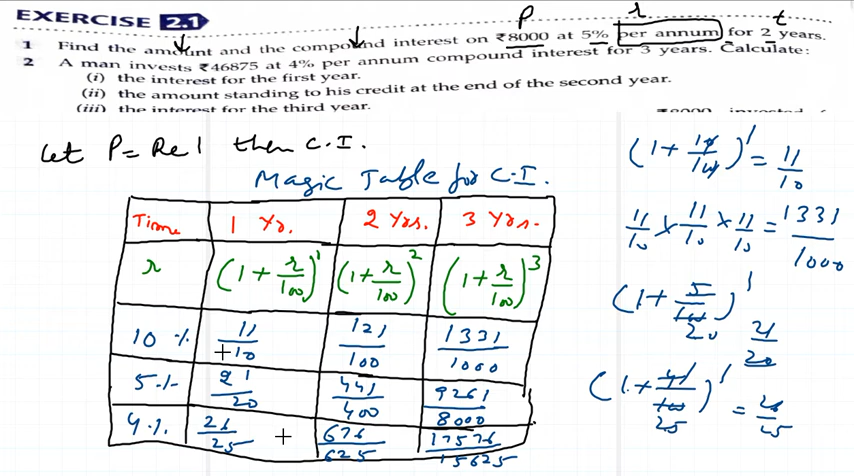 EXERCISE 2.1
P r t
1 Find the amount and the compound interest on ₹8000 at 5% per annum for 2 years.
2 A man invests ₹46875 at 4% per annum compound interest for 3 years. Calculate:
(i) the interest for the first year.
(ii) the amount standing to his credit at the end of the second year.
(iii) the interest for the third year.
Let P = Re 1 then C.I.
Magic Table for C.I.
Time 1 Yr. 2 Yrs. 3 Yrs.
r (1 + r/100)^1 (1 + r/100)^2 (1 + r/100)^3
10 % 11/10 121/100 1331/1000
5 % 21/20 441/400 9261/8000
4 % 26/25 676/625 17576/15625
(1 + 10/100)^1 = 11/10
11/10 × 11/10 × 11/10 = 1331/1000
(1 + 5/100)^1 21/20
20
(1 + 4/100)^1 = 26/25
25